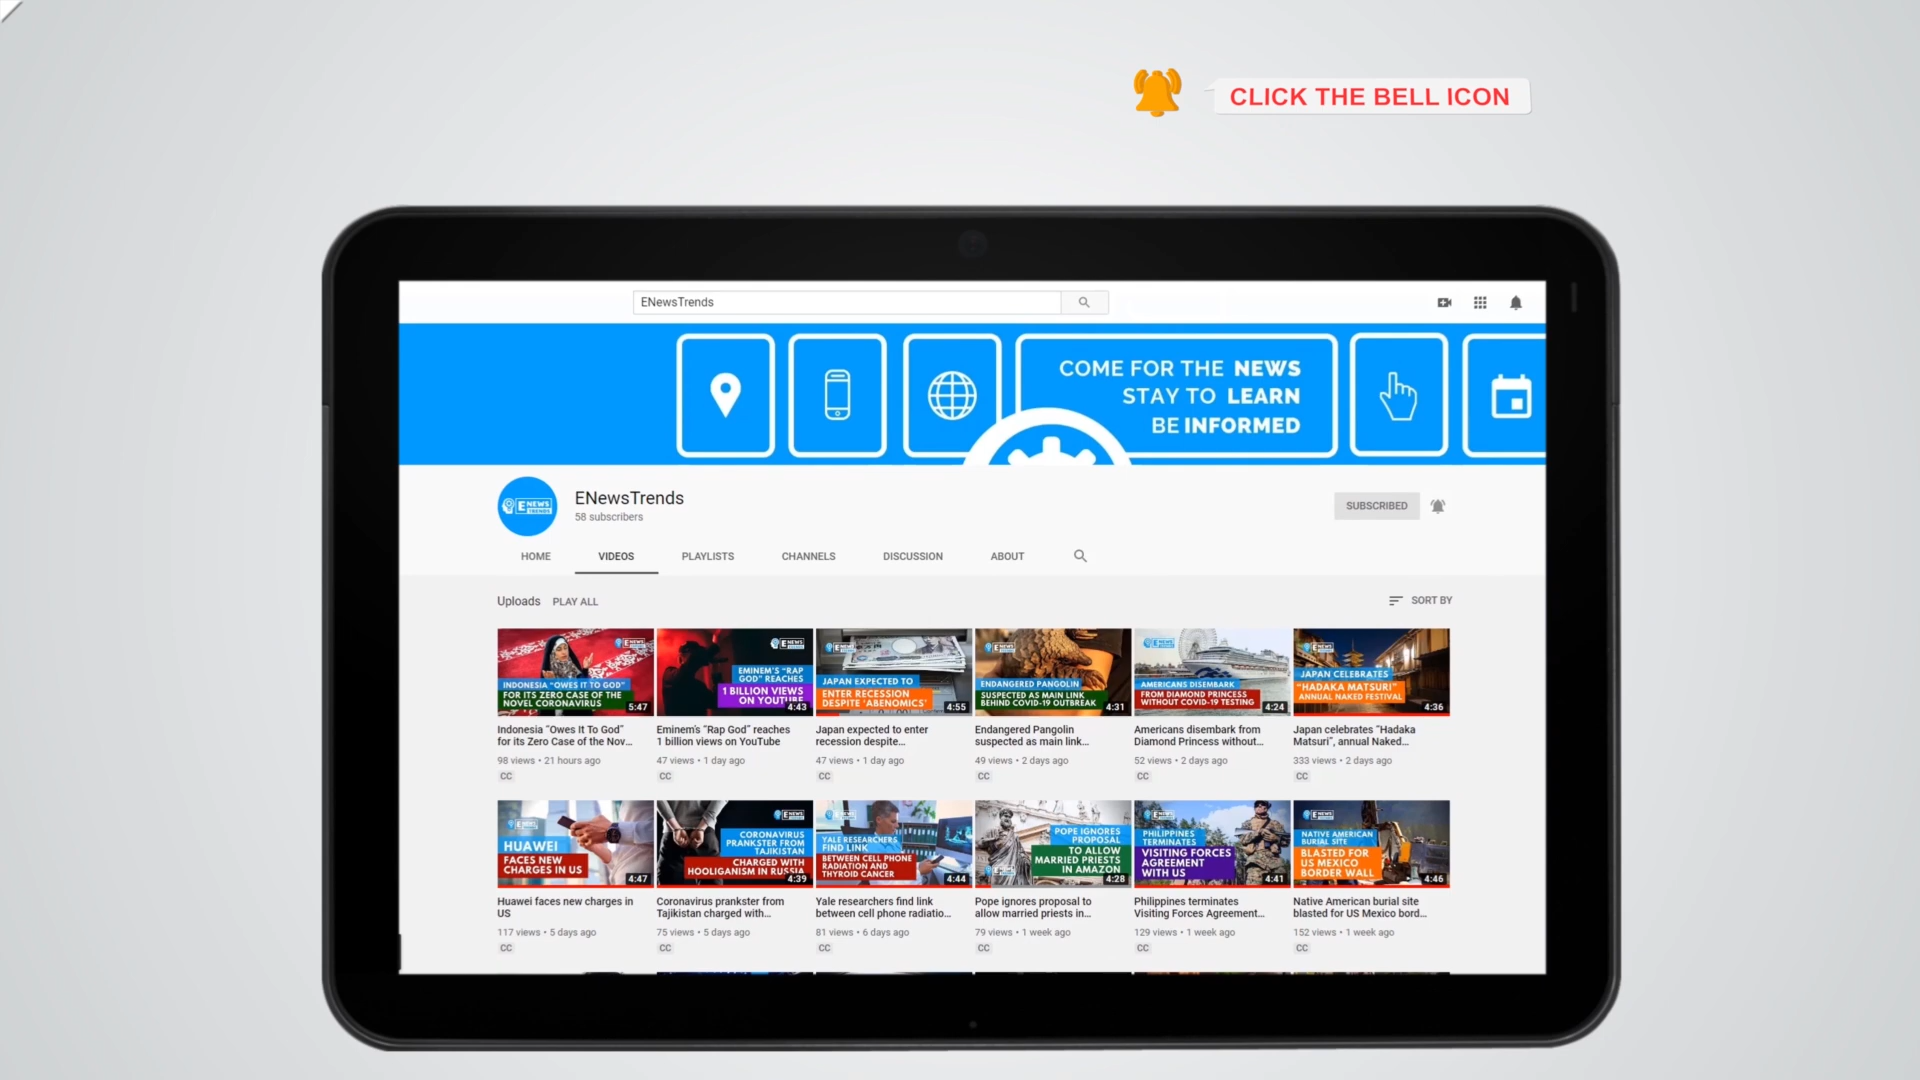 CLICK THE BELL ICON
ENewsTrends
COME FOR THE NEWS
STAY TO LEARN
BE INFORMED
E NEWS
TRENDS
ENewsTrends
58 subscribers
SUBSCRIBED
HOME
VIDEOS
PLAYLISTS
CHANNELS
DISCUSSION
ABOUT
Uploads
PLAY ALL
SORT BY
INDONESIA "OWES IT TO GOD"
FOR ITS ZERO CASE OF THE
NOVEL CORONAVIRUS
5:47
Indonesia "Owes It To God"
for its Zero Case of the Nov...
98 views • 21 hours ago
CC
EMINEM'S "RAP
GOD" REACHES
1 BILLION VIEWS
ON YOUTUBE
4:43
Eminem's "Rap God" reaches
1 billion views on YouTube
47 views • 1 day ago
CC
JAPAN EXPECTED TO
ENTER RECESSION
DESPITE 'ABENOMICS'
4:55
Japan expected to enter
recession despite...
47 views • 1 day ago
CC
ENDANGERED PANGOLIN
SUSPECTED AS MAIN LINK
BEHIND COVID-19 OUTBREAK
4:31
Endangered Pangolin
suspected as main link...
49 views • 2 days ago
CC
AMERICANS DISEMBARK
FROM DIAMOND PRINCESS
WITHOUT COVID-19 TESTING
4:24
Americans disembark from
Diamond Princess without...
52 views • 2 days ago
CC
JAPAN CELEBRATES
"HADAKA MATSURI"
ANNUAL NAKED FESTIVAL
4:36
Japan celebrates "Hadaka
Matsuri", annual Naked...
333 views • 2 days ago
CC
HUAWEI
FACES NEW
CHARGES IN US
4:47
Huawei faces new charges in
US
117 views • 5 days ago
CC
CORONAVIRUS
PRANKSTER FROM
TAJIKISTAN
CHARGED WITH
HOOLIGANISM IN RUSSIA
4:39
Coronavirus prankster from
Tajikistan charged with...
75 views • 5 days ago
CC
YALE RESEARCHERS
FIND LINK
BETWEEN CELL PHONE
RADIATION AND
THYROID CANCER
4:44
Yale researchers find link
between cell phone radiatio...
81 views • 6 days ago
CC
POPE IGNORES
PROPOSAL
TO ALLOW
MARRIED PRIESTS
IN AMAZON
4:28
Pope ignores proposal to
allow married priests in...
79 views • 1 week ago
CC
PHILIPPINES
TERMINATES
VISITING FORCES
AGREEMENT
WITH US
4:41
Philippines terminates
Visiting Forces Agreement...
129 views • 1 week ago
CC
NATIVE AMERICAN
BURIAL SITE
BLASTED FOR
US MEXICO
BORDER WALL
4:46
Native American burial site
blasted for US Mexico bord...
152 views • 1 week ago
CC